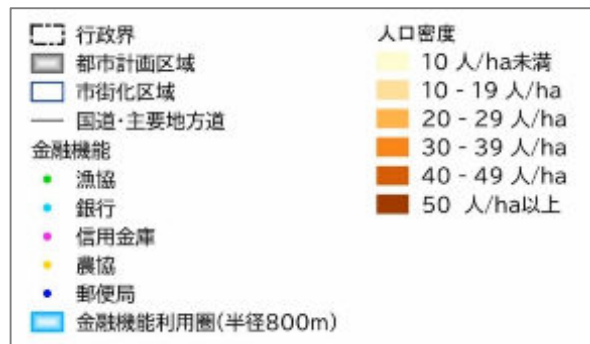 行政界
都市計画区域
市街化区域
国道・主要地方道
金融機能
漁協
銀行
信用金庫
農協
郵便局
金融機能利用圏(半径800m)
人口密度
10 人/ha未満
10 - 19 人/ha
20 - 29 人/ha
30 - 39 人/ha
40 - 49 人/ha
50 人/ha以上